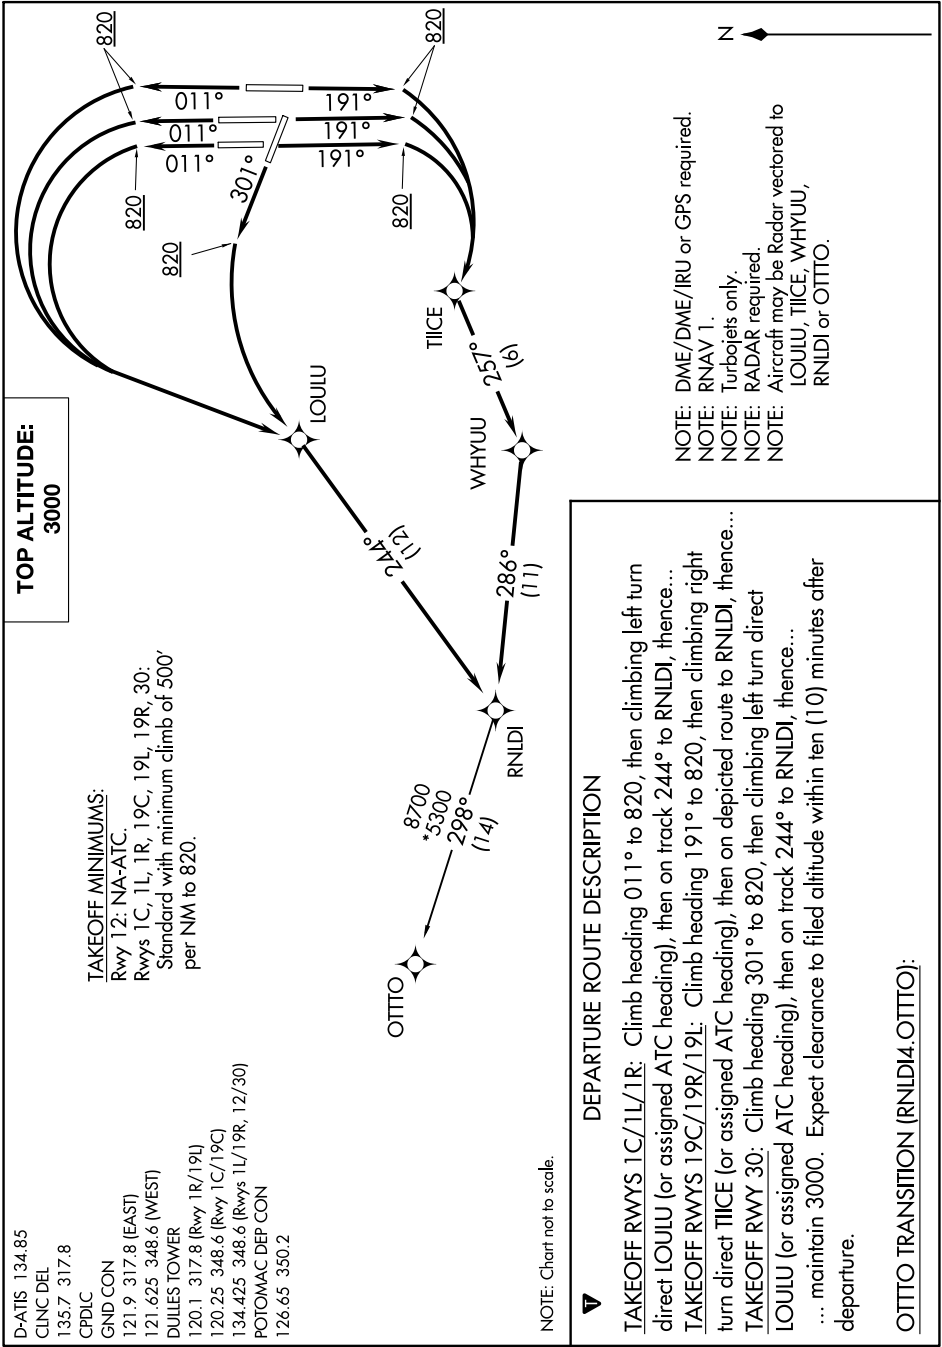 D-ATIS 134.85
CLNC DEL
135.7 317.8
CPDLC
GND CON
121.9 317.8 (EAST)
121.625 348.6 (WEST)
DULLES TOWER
120.1 317.8 (Rwy 1R/19L)
120.25 348.6 (Rwy 1C/19C)
134.425 348.6 (Rwys 1L/19R, 12/30)
POTOMAC DEP CON
126.65 350.2
TAKEOFF MINIMUMS:
Rwy 12: NA-ATC.
Rwys 1C, 1L, 1R, 19C, 19L, 19R, 30:
Standard with minimum climb of 500'
per NM to 820.
TOP ALTITUDE:
3000
820
820
820
820
820
011°
011°
011°
191°
191°
191°
301°
LOULU
TIICE
257°
(6)
WHYUU
244°
(12)
286°
(11)
RNLDI
8700
*5300
298°
(14)
OTTTO
N
NOTE: DME/DME/IRU or GPS required.
NOTE: RNAV 1.
NOTE: Turbojets only.
NOTE: RADAR required.
NOTE: Aircraft may be Radar vectored to
LOULU, TIICE, WHYUU,
RNLDI or OTTTO.
NOTE: Chart not to scale.
T
DEPARTURE ROUTE DESCRIPTION
TAKEOFF RWYS 1C/1L/1R: Climb heading 011° to 820, then climbing left turn
direct LOULU (or assigned ATC heading), then on track 244° to RNLDI, thence...
TAKEOFF RWYS 19C/19R/19L: Climb heading 191° to 820, then climbing right
turn direct TIICE (or assigned ATC heading), then on depicted route to RNLDI, thence...
TAKEOFF RWY 30: Climb heading 301° to 820, then climbing left turn direct
LOULU (or assigned ATC heading), then on track 244° to RNLDI, thence...
... maintain 3000. Expect clearance to filed altitude within ten (10) minutes after
departure.
OTTTO TRANSITION (RNLDI4.OTTTO):